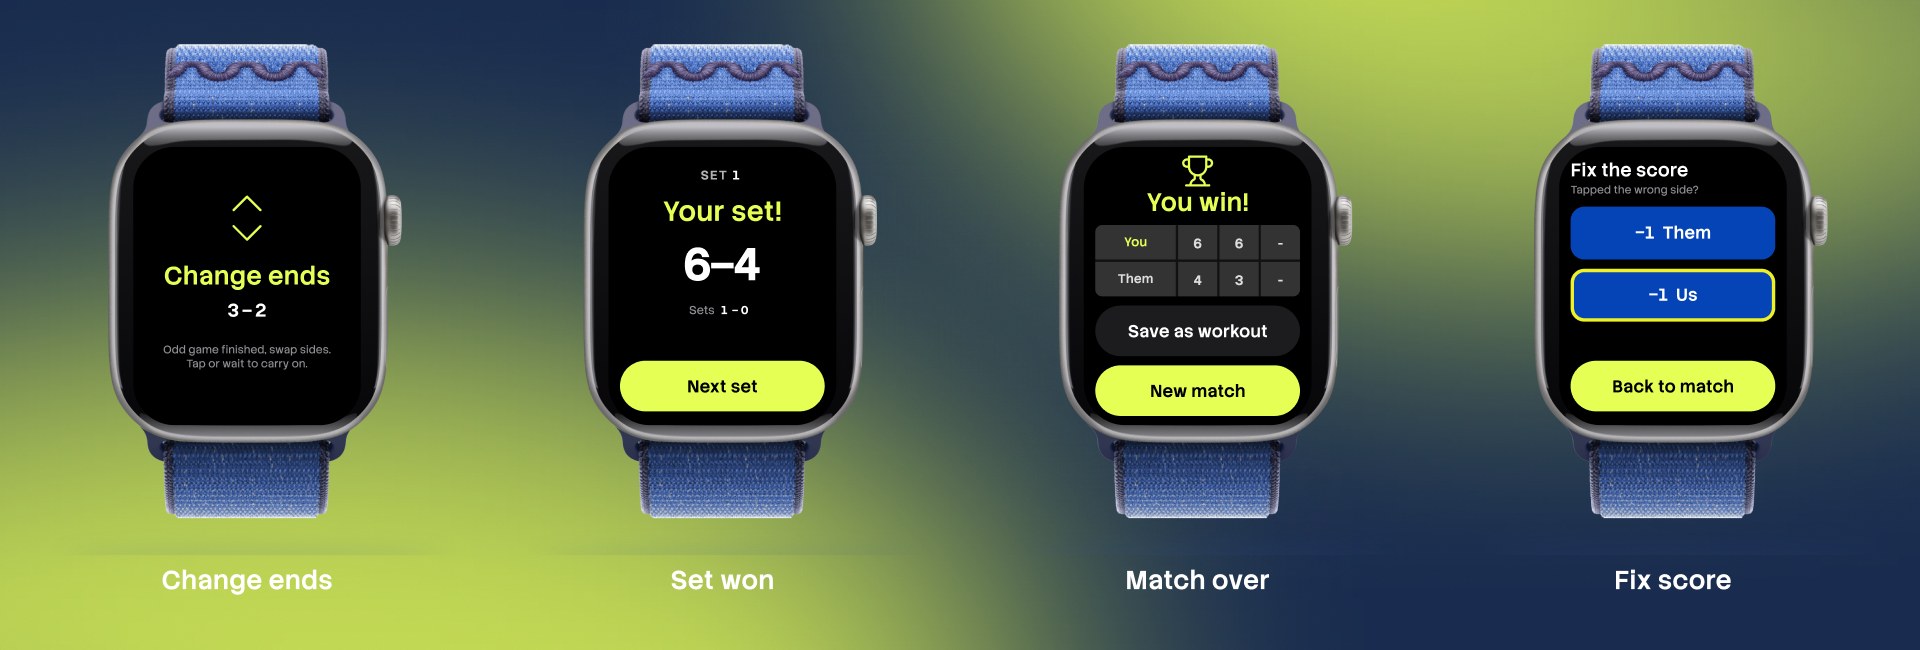 Change ends
3–2
Odd game finished, swap sides.
Tap or wait to carry on.
Change ends
SET 1
Your set!
6–4
Sets 1–0
Next set
Set won
You win!
You 6 6 -
Them 4 3 -
Save as workout
New match
Match over
Fix the score
Tapped the wrong side?
−1 Them
−1 Us
Back to match
Fix score